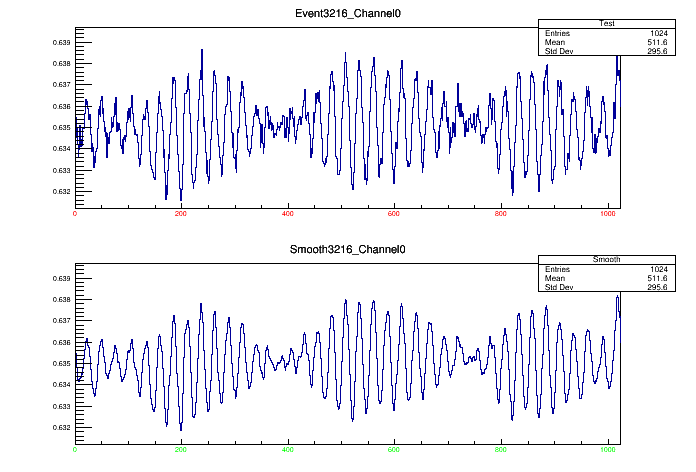 Event3216_Channel0
Test
Entries 1024
Mean 511.6
Std Dev 295.6
0.639
0.638
0.637
0.636
0.635
0.634
0.633
0.632
0 200 400 600 800 1000
Smooth3216_Channel0
Smooth
Entries 1024
Mean 511.6
Std Dev 295.6
0.639
0.638
0.637
0.636
0.635
0.634
0.633
0.632
0 200 400 600 800 1000